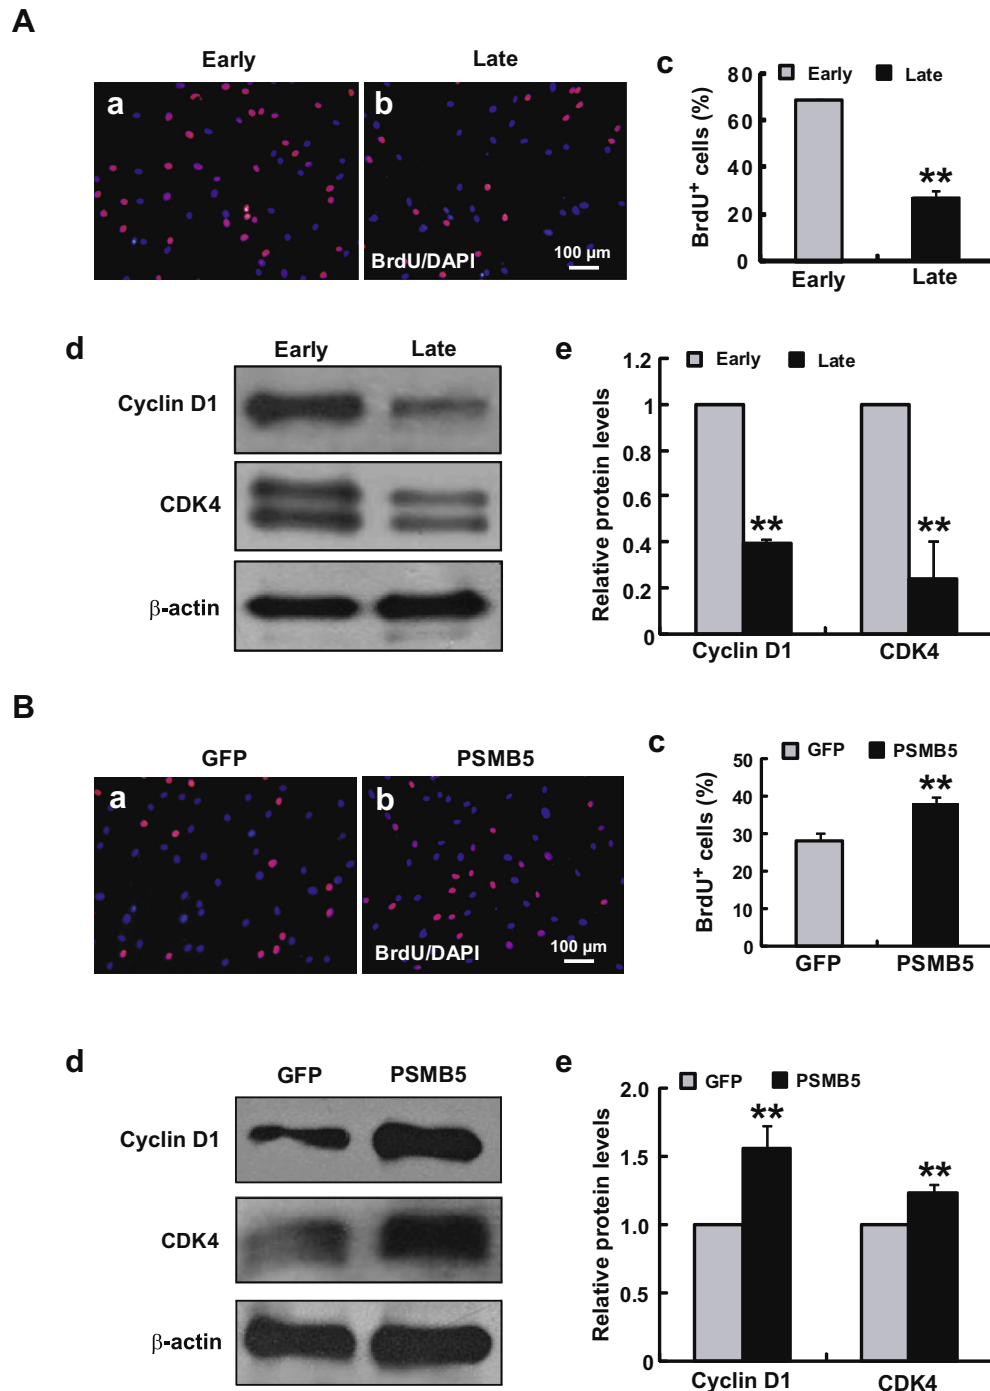 A
Early Late
a b
BrdU/DAPI 100 µm
c
Early Late
BrdU+ cells (%)
80
60
40
20
0
**
Early Late
d
Early Late
Cyclin D1
CDK4
β-actin
e
Early Late
Relative protein levels
1.2
1
0.8
0.6
0.4
0.2
0
** **
Cyclin D1 CDK4
B
GFP PSMB5
a b
BrdU/DAPI 100 µm
c
GFP PSMB5
BrdU+ cells (%)
50
40
30
20
10
0
**
GFP PSMB5
d
GFP PSMB5
Cyclin D1
CDK4
β-actin
e
GFP PSMB5
Relative protein levels
2.0
1.5
1.0
0.5
0
** **
Cyclin D1 CDK4